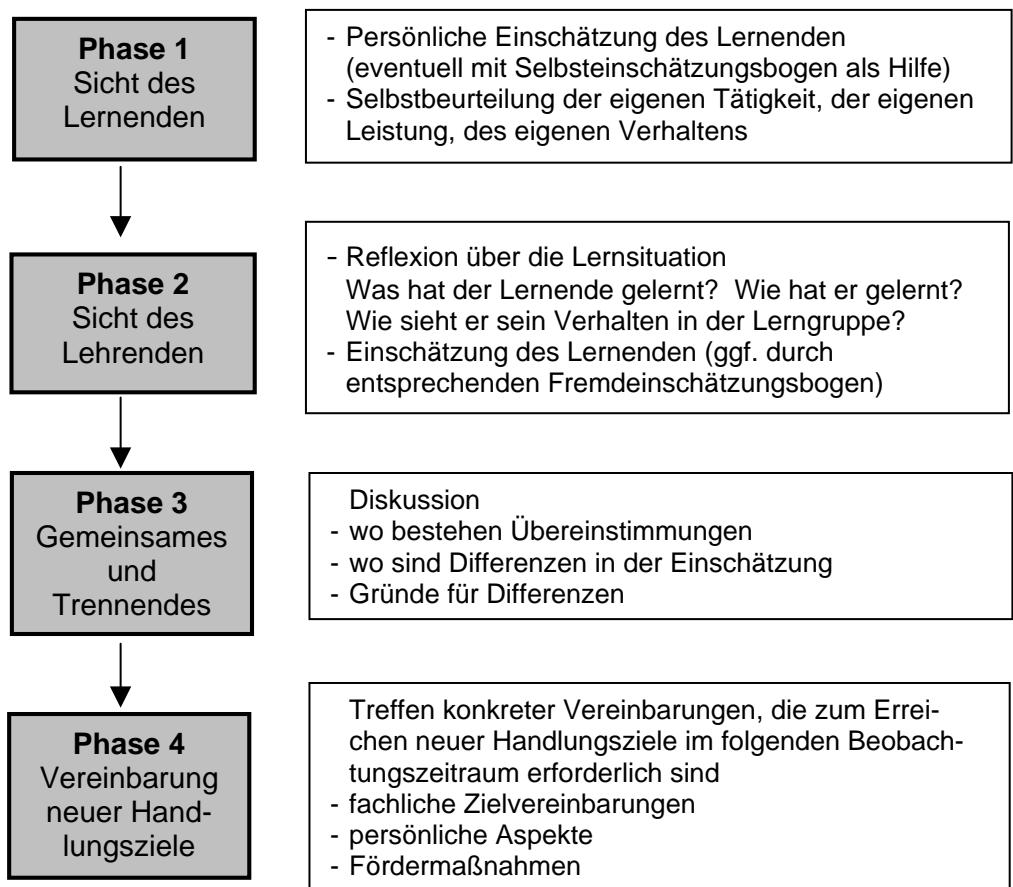 Phase 1
Sicht des
Lernenden
- Persönliche Einschätzung des Lernenden
(eventuell mit Selbsteinschätzungsbogen als Hilfe)
- Selbstbeurteilung der eigenen Tätigkeit, der eigenen
Leistung, des eigenen Verhaltens
Phase 2
Sicht des
Lehrenden
- Reflexion über die Lernsituation
Was hat der Lernende gelernt? Wie hat er gelernt?
Wie sieht er sein Verhalten in der Lerngruppe?
- Einschätzung des Lernenden (ggf. durch
entsprechenden Fremdeinschätzungsbogen)
Phase 3
Gemeinsames
und
Trennendes
Diskussion
- wo bestehen Übereinstimmungen
- wo sind Differenzen in der Einschätzung
- Gründe für Differenzen
Phase 4
Vereinbarung
neuer Hand-
lungsziele
Treffen konkreter Vereinbarungen, die zum Errei-
chen neuer Handlungsziele im folgenden Beobach-
tungszeitraum erforderlich sind
- fachliche Zielvereinbarungen
- persönliche Aspekte
- Fördermaßnahmen